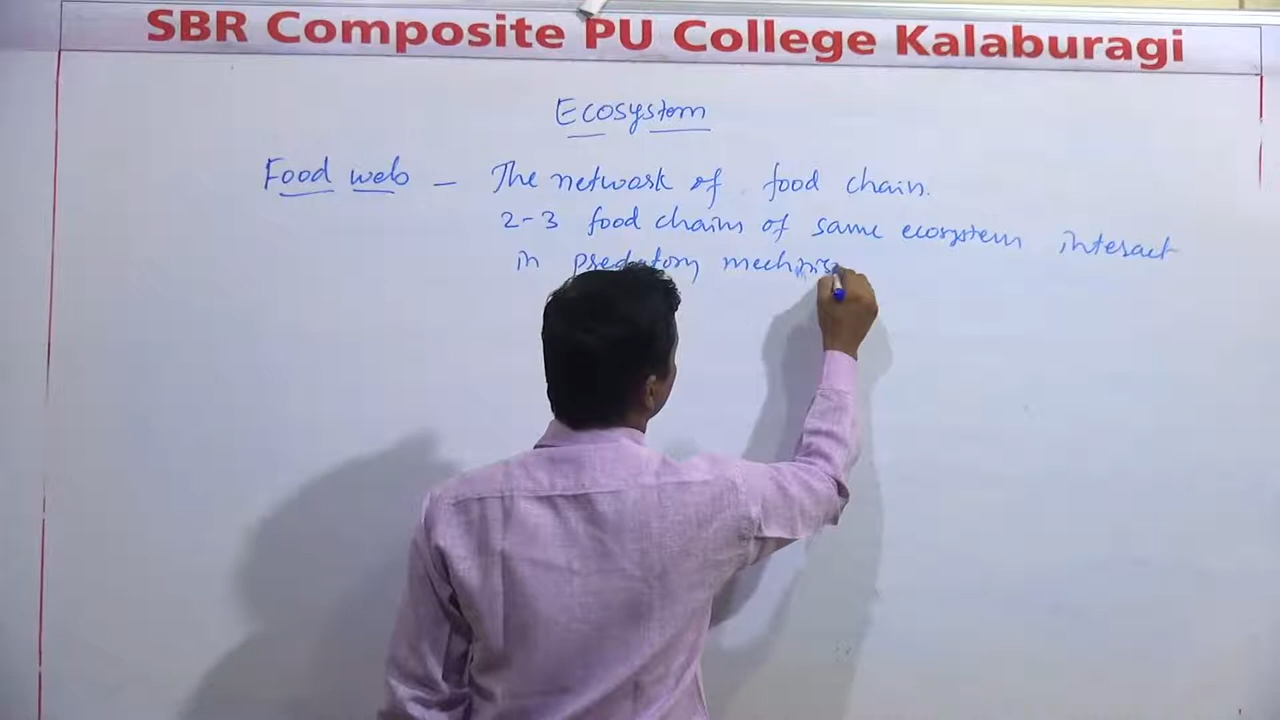 SBR Composite PU College Kalaburagi
Ecosystem
Food web - The network of food chain.
2-3 food chains of same ecosystem interact
in predatory